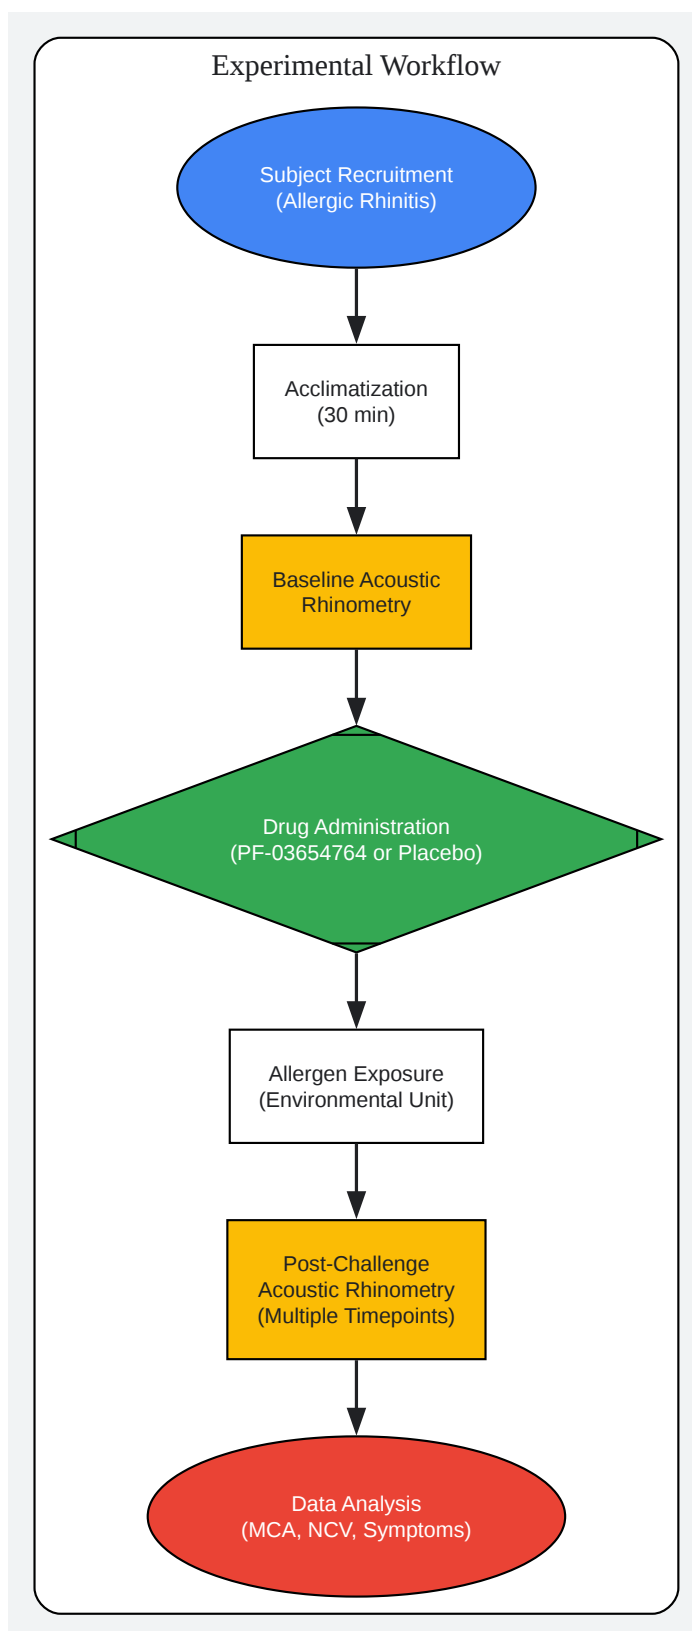 Experimental Workflow
Subject Recruitment
(Allergic Rhinitis)
Acclimatization
(30 min)
Baseline Acoustic
Rhinometry
Drug Administration
(PF-03654764 or Placebo)
Allergen Exposure
(Environmental Unit)
Post-Challenge
Acoustic Rhinometry
(Multiple Timepoints)
Data Analysis
(MCA, NCV, Symptoms)